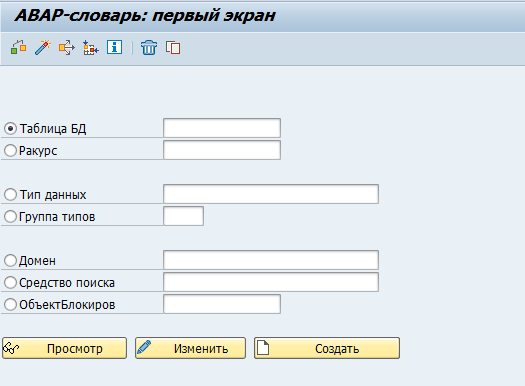 ABAP-словарь: первый экран
Таблица БД
Ракурс
Тип данных
Группа типов
Домен
Средство поиска
ОбъектБлокиров
Просмотр Изменить Создать